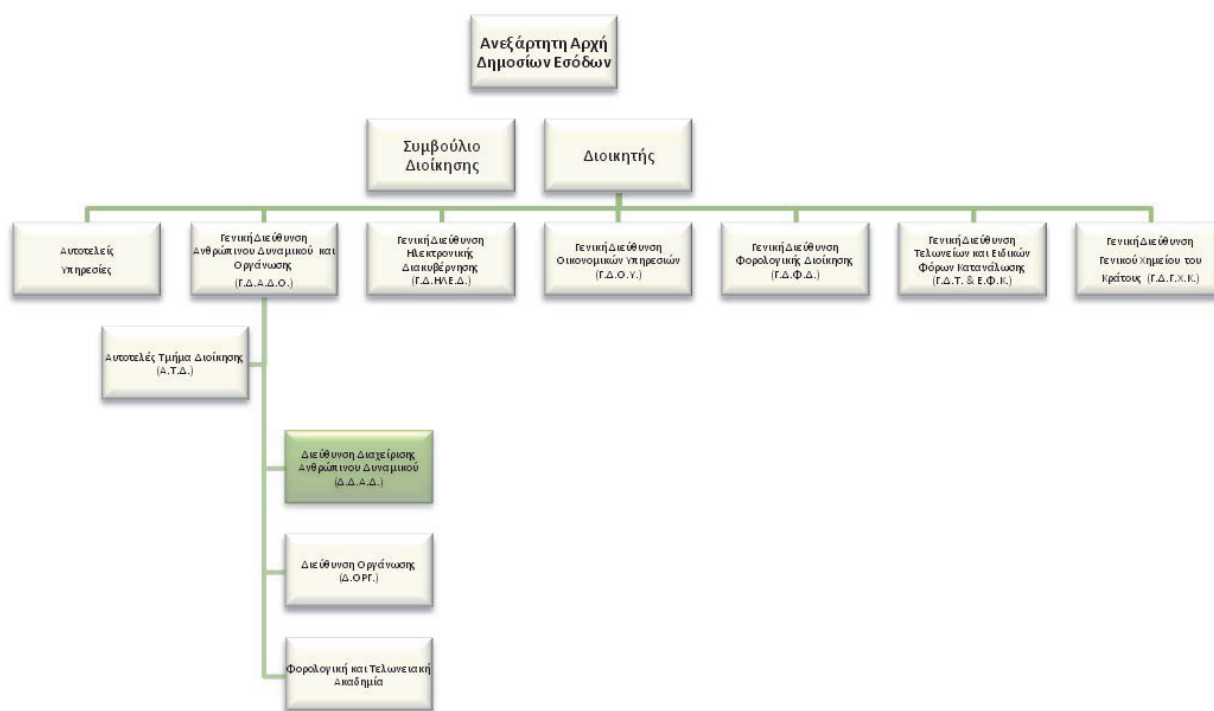 Ανεξάρτητη Αρχή
Δημοσίων Εσόδων
Συμβούλιο
Διοίκησης
Διοικητής
Αυτοτελείς
Υπηρεσίες
Γενική Διεύθυνση
Ανθρώπινου Δυναμικού και
Οργάνωσης
(Γ.Δ.Α.Δ.Ο.)
Γενική Διεύθυνση
Ηλεκτρονικής
Διακυβέρνησης
(Γ.Δ.ΗΛΕ.Δ.)
Γενική Διεύθυνση
Οικονομικών Υπηρεσιών
(Γ.Δ.Ο.Υ.)
Γενική Διεύθυνση
Φορολογικής Διοίκησης
(Γ.Δ.Φ.Δ.)
Γενική Διεύθυνση
Τελωνείων και Ειδικών
Φόρων Κατανάλωσης
(Γ.Δ.Τ. & Ε.Φ.Κ.)
Γενική Διεύθυνση
Γενικού Χημείου του
Κράτους (Γ.Δ.Γ.Χ.Κ.)
Αυτοτελές Τμήμα Διοίκησης
(Α.Τ.Δ.)
Διεύθυνση Διαχείρισης
Ανθρώπινου Δυναμικού
(Δ.Δ.Α.Δ.)
Διεύθυνση Οργάνωσης
(Δ.ΟΡΓ.)
Φορολογική και Τελωνειακή
Ακαδημία